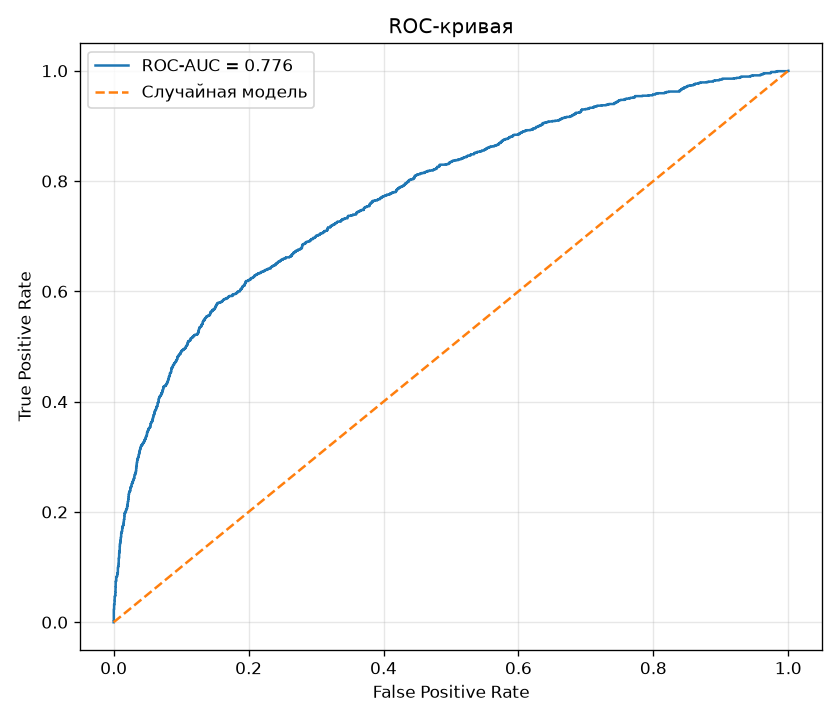 ROC-кривая
ROC-AUC = 0.776
Случайная модель
True Positive Rate
1.0
0.8
0.6
0.4
0.2
0.0
0.0 0.2 0.4 0.6 0.8 1.0
False Positive Rate